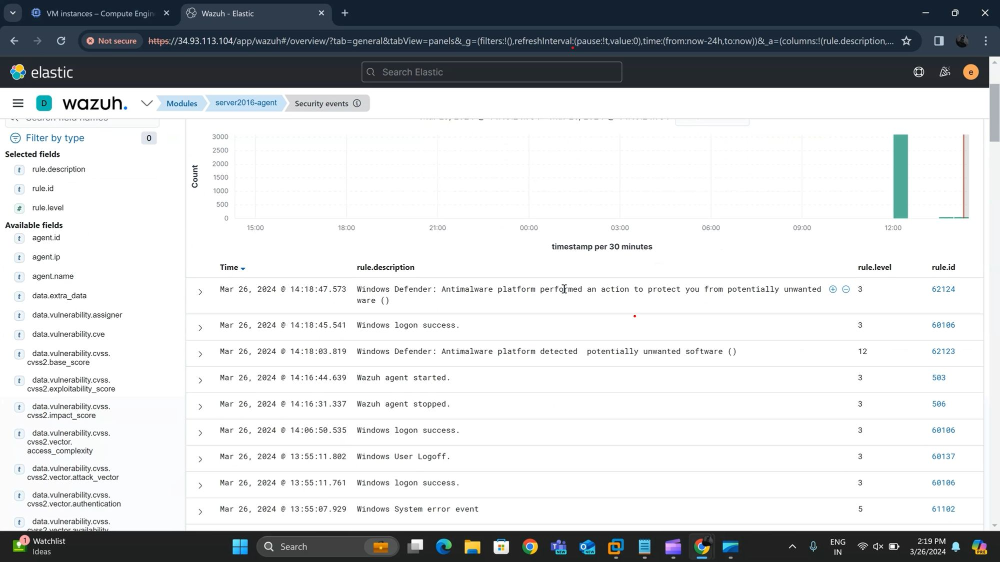 VM instances – Compute Engin
Wazuh - Elastic
Not secure
https://34.93.113.104/app/wazuh#/overview/?tab=general&tabView=panels&_g=(filters:!(),refreshInterval:(pause:!t,value:0),time:(from:now-24h,to:now))&_a=(columns:!(rule.description,...
elastic
Search Elastic
e
D
wazuh.
Modules
server2016-agent
Security events
Search field names
Filter by type
0
Selected fields
t rule.description
t rule.id
# rule.level
Available fields
t agent.id
t agent.ip
t agent.name
t data.extra_data
t data.vulnerability.assigner
t data.vulnerability.cve
t data.vulnerability.cvss.
cvss2.base_score
t data.vulnerability.cvss.
cvss2.exploitability_score
t data.vulnerability.cvss.
cvss2.impact_score
t data.vulnerability.cvss.
cvss2.vector.
access_complexity
t data.vulnerability.cvss.
cvss2.vector.attack_vector
t data.vulnerability.cvss.
cvss2.vector.authentication
t data.vulnerability.cvss.
cvss2.vector.availability
Count
3000
2500
2000
1500
1000
500
0
15:00 18:00 21:00 00:00 03:00 06:00 09:00 12:00
timestamp per 30 minutes
Time rule.description rule.level rule.id
Mar 26, 2024 @ 14:18:47.573 Windows Defender: Antimalware platform performed an action to protect you from potentially unwanted 3 62124
ware ()
Mar 26, 2024 @ 14:18:45.541 Windows logon success. 3 60106
Mar 26, 2024 @ 14:18:03.819 Windows Defender: Antimalware platform detected  potentially unwanted software () 12 62123
Mar 26, 2024 @ 14:16:44.639 Wazuh agent started. 3 503
Mar 26, 2024 @ 14:16:31.337 Wazuh agent stopped. 3 506
Mar 26, 2024 @ 14:06:50.535 Windows logon success. 3 60106
Mar 26, 2024 @ 13:55:11.802 Windows User Logoff. 3 60137
Mar 26, 2024 @ 13:55:11.761 Windows logon success. 3 60106
Mar 26, 2024 @ 13:55:07.929 Windows System error event 5 61102
1
Watchlist
Ideas
Search
NEW
NEW
ENG
IN
2:19 PM
3/26/2024
PRE